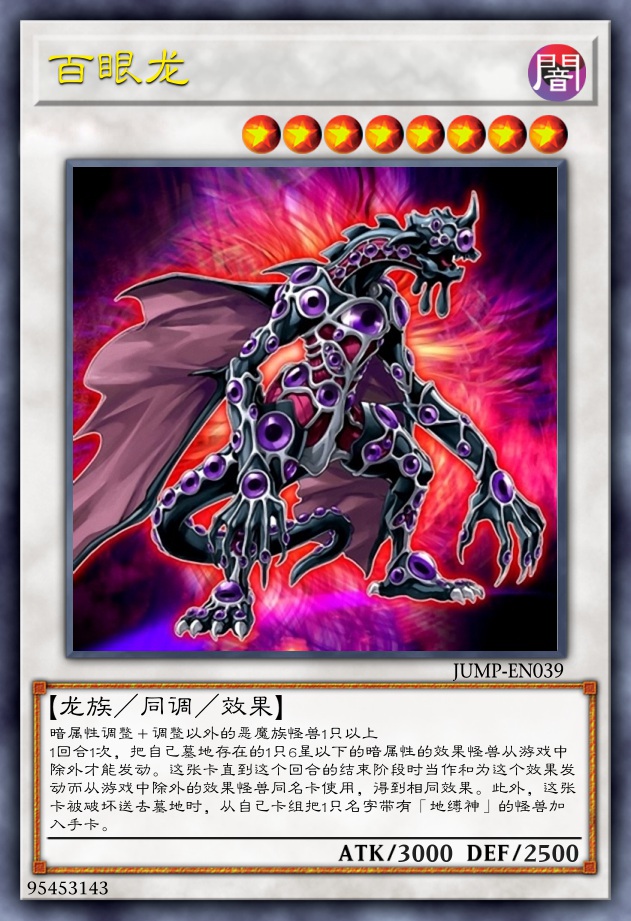 百眼龙
闇
JUMP-EN039
【龙族／同调／效果】
暗属性调整＋调整以外的恶魔族怪兽1只以上
1回合1次，把自己墓地存在的1只6星以下的暗属性的效果怪兽从游戏中
除外才能发动。这张卡直到这个回合的结束阶段时当作和为这个效果发
动而从游戏中除外的效果怪兽同名卡使用，得到相同效果。此外，这张
卡被破坏送去墓地时，从自己卡组把1只名字带有「地缚神」的怪兽加
入手卡。
ATK/3000 DEF/2500
95453143